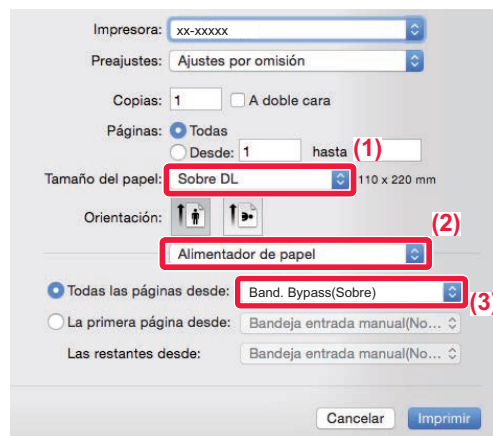 Impresora: xx-xxxxx
Preajustes: Ajustes por omisión
Copias: 1 A doble cara
Páginas: Todas
Desde: 1 hasta (1)
Tamaño del papel: Sobre DL 110 x 220 mm
Orientación:
(2)
Alimentador de papel
Todas las páginas desde: Band. Bypass(Sobre)
(3)
La primera página desde: Bandeja entrada manual(No...
Las restantes desde: Bandeja entrada manual(No...
Cancelar Imprimir